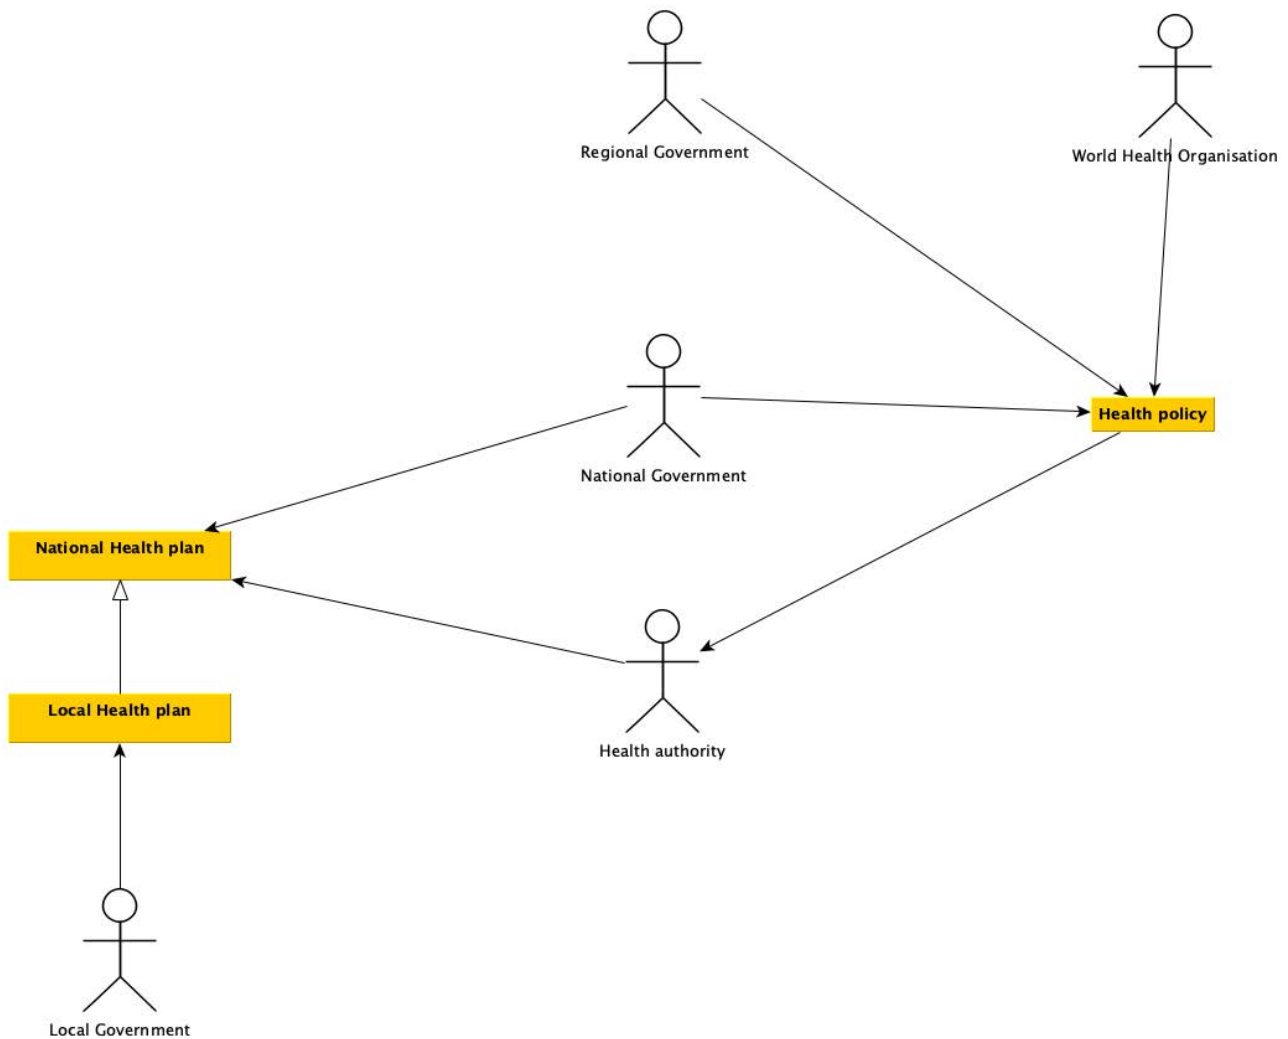 Regional Government
World Health Organisation
Health policy
National Government
National Health plan
Local Health plan
Health authority
Local Government